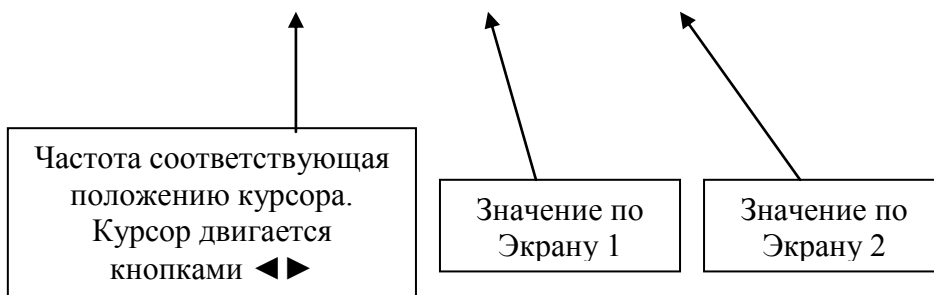 Частота соответствующая
положению курсора.
Курсор двигается
кнопками ◄►
Значение по
Экрану 1
Значение по
Экрану 2